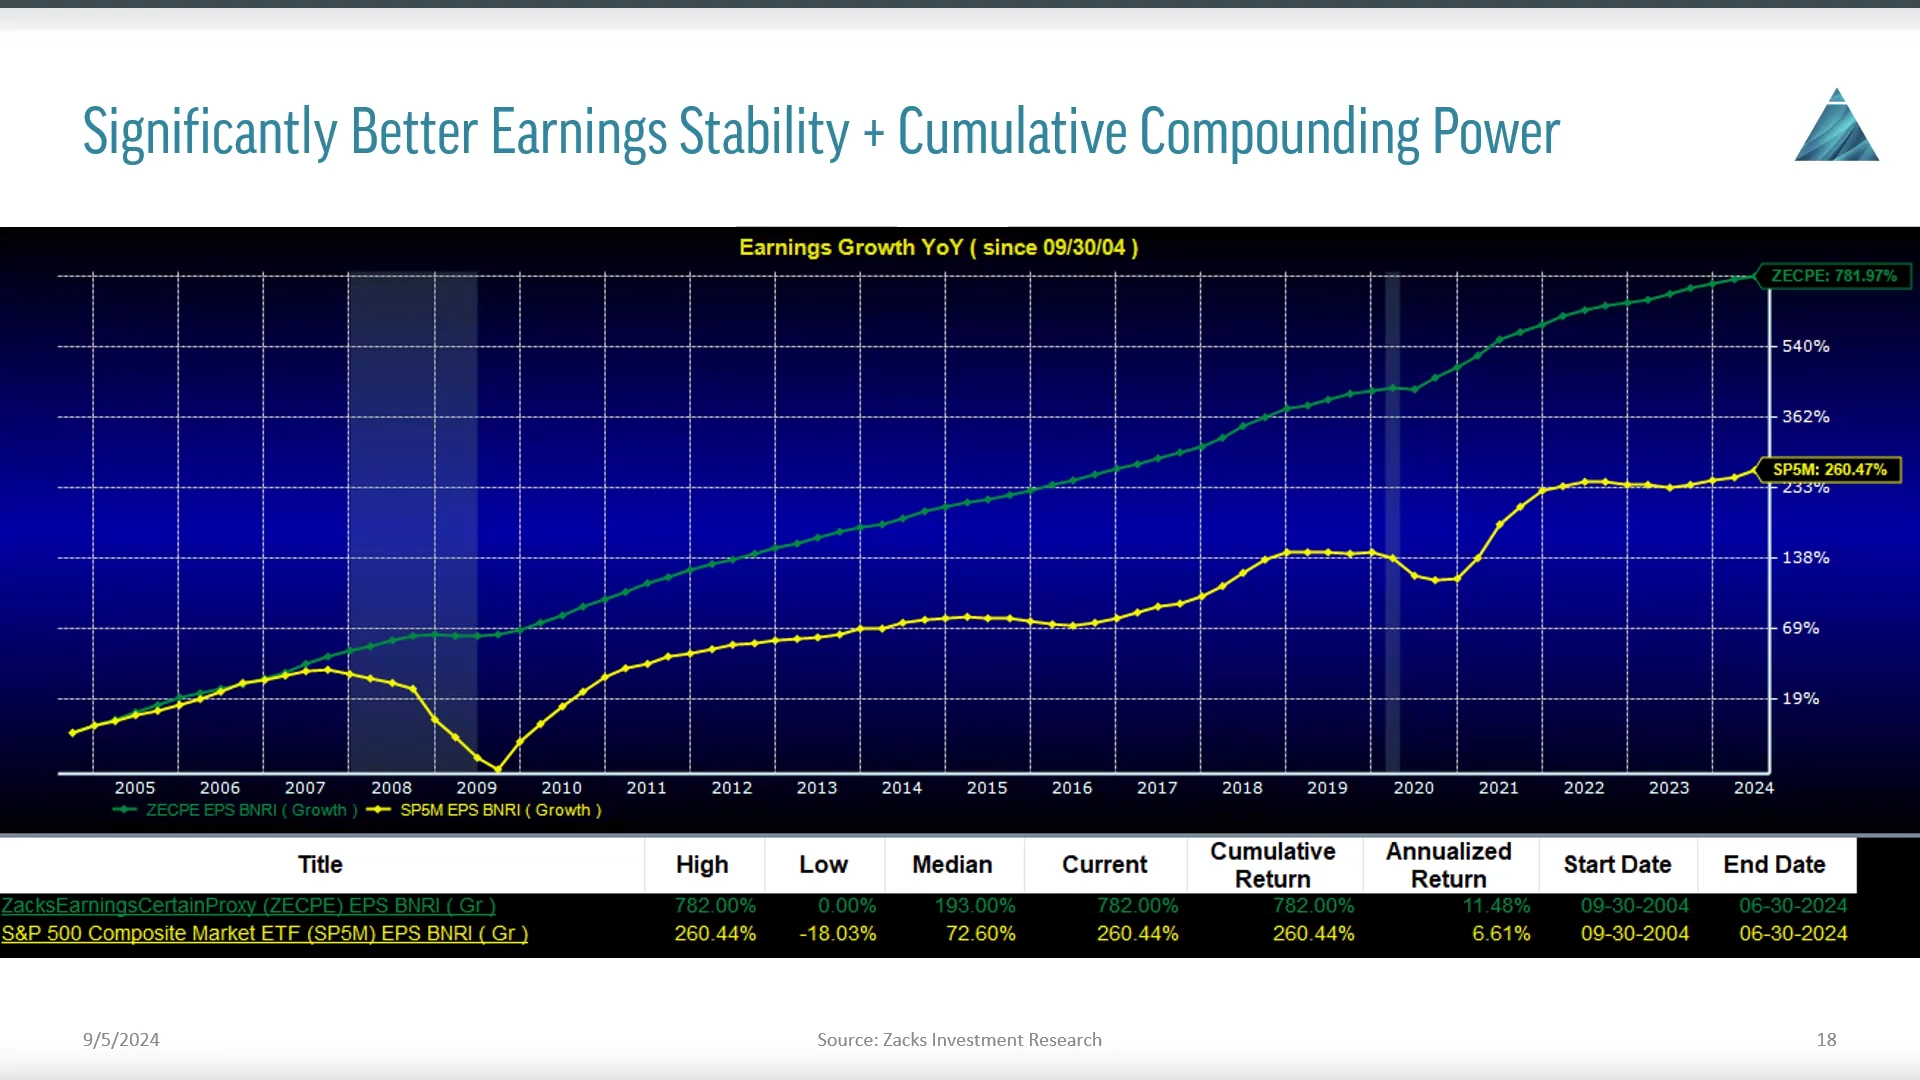 Significantly Better Earnings Stability + Cumulative Compounding Power
Earnings Growth YoY ( since 09/30/04 )
ZECPE: 781.97%
540%
362%
SP5M: 260.47%
233%
138%
69%
19%
2005 2006 2007 2008 2009 2010 2011 2012 2013 2014 2015 2016 2017 2018 2019 2020 2021 2022 2023 2024
ZECPE EPS BNRI ( Growth ) SP5M EPS BNRI ( Growth )
Title High Low Median Current Cumulative Return Annualized Return Start Date End Date
ZacksEarningsCertainProxy (ZECPE) EPS BNRI ( Gr ) 782.00% 0.00% 193.00% 782.00% 782.00% 11.48% 09-30-2004 06-30-2024
S&P 500 Composite Market ETF (SP5M) EPS BNRI ( Gr ) 260.44% -18.03% 72.60% 260.44% 260.44% 6.61% 09-30-2004 06-30-2024
9/5/2024 Source: Zacks Investment Research 18